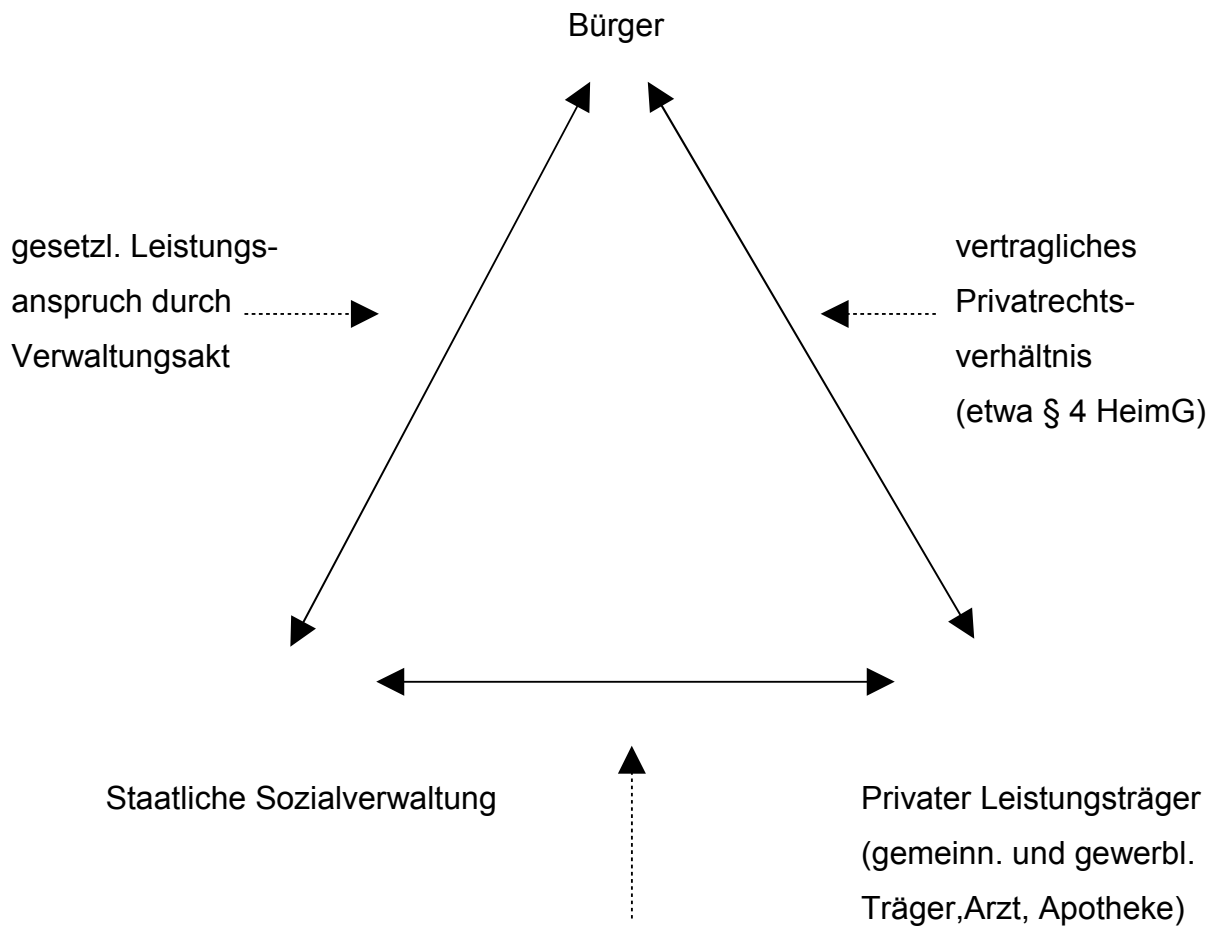 Bürger
gesetzl. Leistungs-
anspruch durch
Verwaltungsakt
vertragliches
Privatrechts-
verhältnis
(etwa § 4 HeimG)
Staatliche Sozialverwaltung
Privater Leistungsträger
(gemeinn. und gewerbl.
Träger,Arzt, Apotheke)